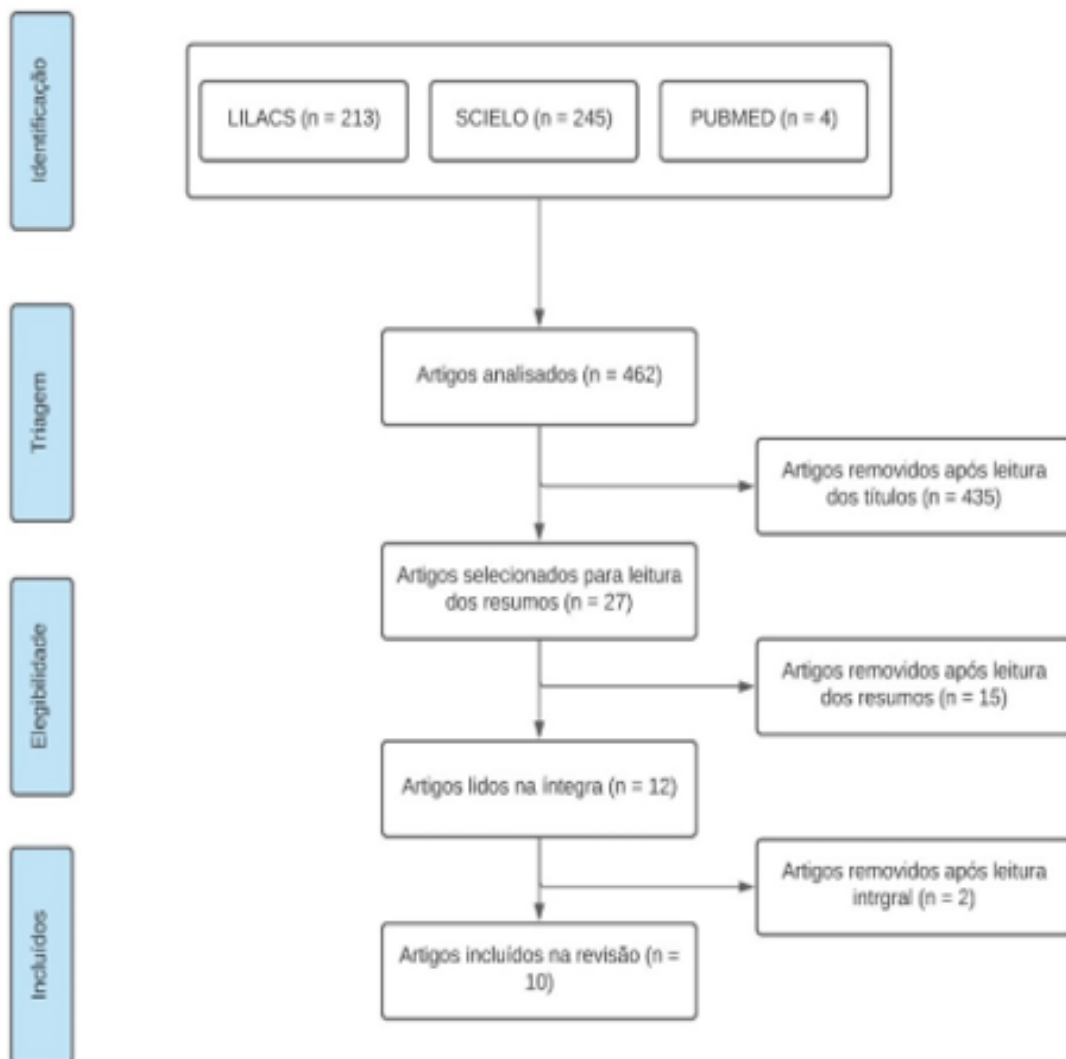 Identificação
LILACS (n = 213)
SCIELO (n = 245)
PUBMED (n = 4)
Triagem
Artigos analisados (n = 462)
Artigos removidos após leitura
dos títulos (n = 435)
Artigos selecionados para leitura
dos resumos (n = 27)
Elegibilidade
Artigos removidos após leitura
dos resumos (n = 15)
Artigos lidos na íntegra (n = 12)
Incluídos
Artigos removidos após leitura
intrgral (n = 2)
Artigos incluídos na revisão (n =
10)